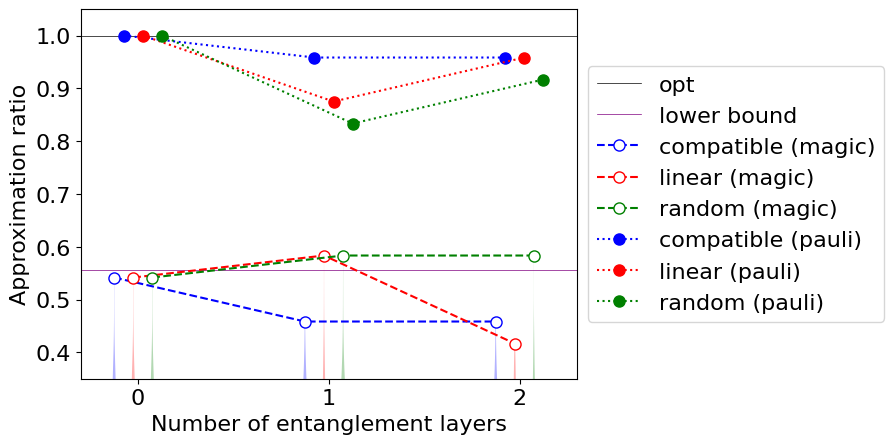 Approximation ratio
1.0
0.9
0.8
0.7
0.6
0.5
0.4
0
1
2
Number of entanglement layers
opt
lower bound
compatible (magic)
linear (magic)
random (magic)
compatible (pauli)
linear (pauli)
random (pauli)